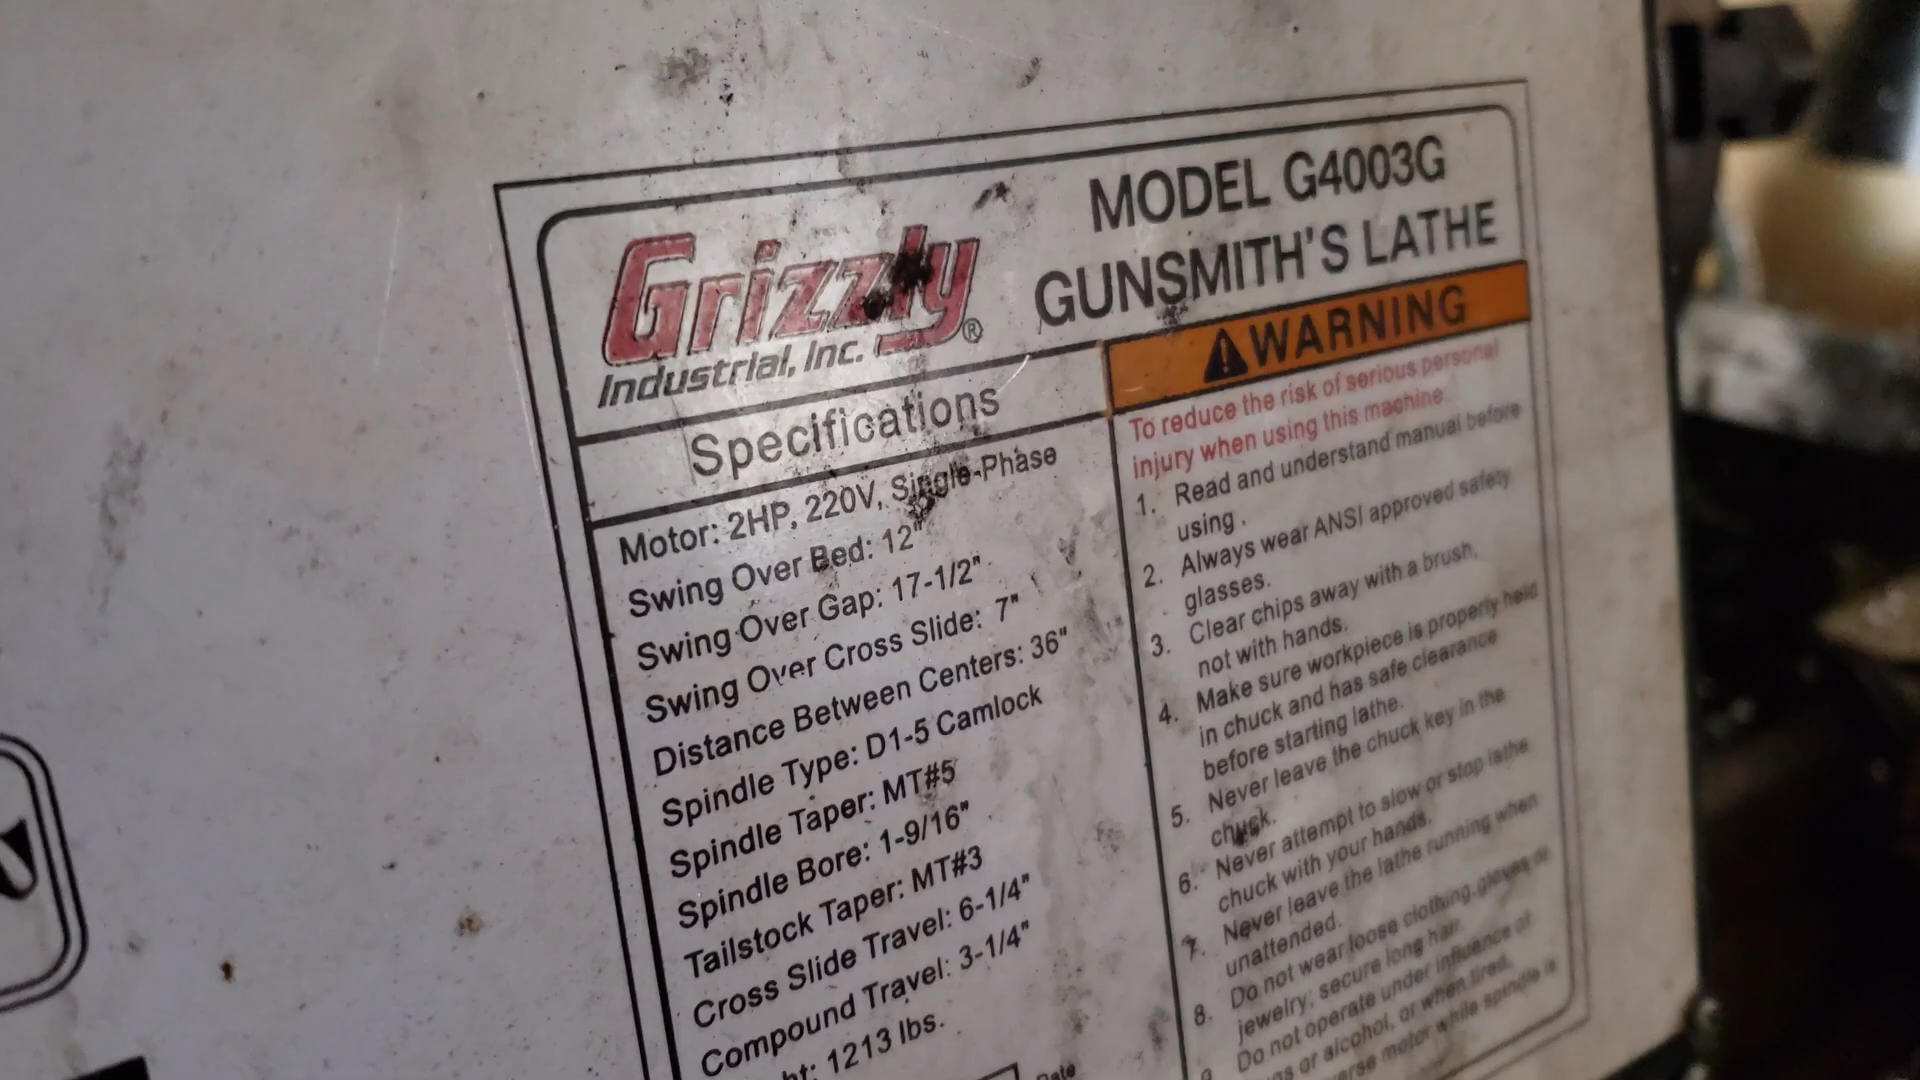 Grizzly®
Industrial, Inc.
MODEL G4003G
GUNSMITH'S LATHE
Specifications
Motor: 2HP, 220V, Single-Phase
Swing Over Bed: 12"
Swing Over Gap: 17-1/2"
Swing Over Cross Slide: 7"
Distance Between Centers: 36"
Spindle Type: D1-5 Camlock
Spindle Taper: MT#5
Spindle Bore: 1-9/16"
Tailstock Taper: MT#3
Cross Slide Travel: 6-1/4"
Compound Travel: 3-1/4"
ht: 1213 lbs.
Date
WARNING
To reduce the risk of serious personal
injury when using this machine.
1. Read and understand manual before
using.
2. Always wear ANSI approved safety
glasses.
3. Clear chips away with a brush,
not with hands.
4. Make sure workpiece is properly held
in chuck and has safe clearance
before starting lathe.
5. Never leave the chuck key in the
chuck.
6. Never attempt to slow or stop lathe
chuck with your hands.
7. Never leave the lathe running when
unattended.
8. Do not wear loose clothing, gloves or
jewelry; secure long hair.
Do not operate under influence of
or alcohol, or when tired.
motor while spindle is